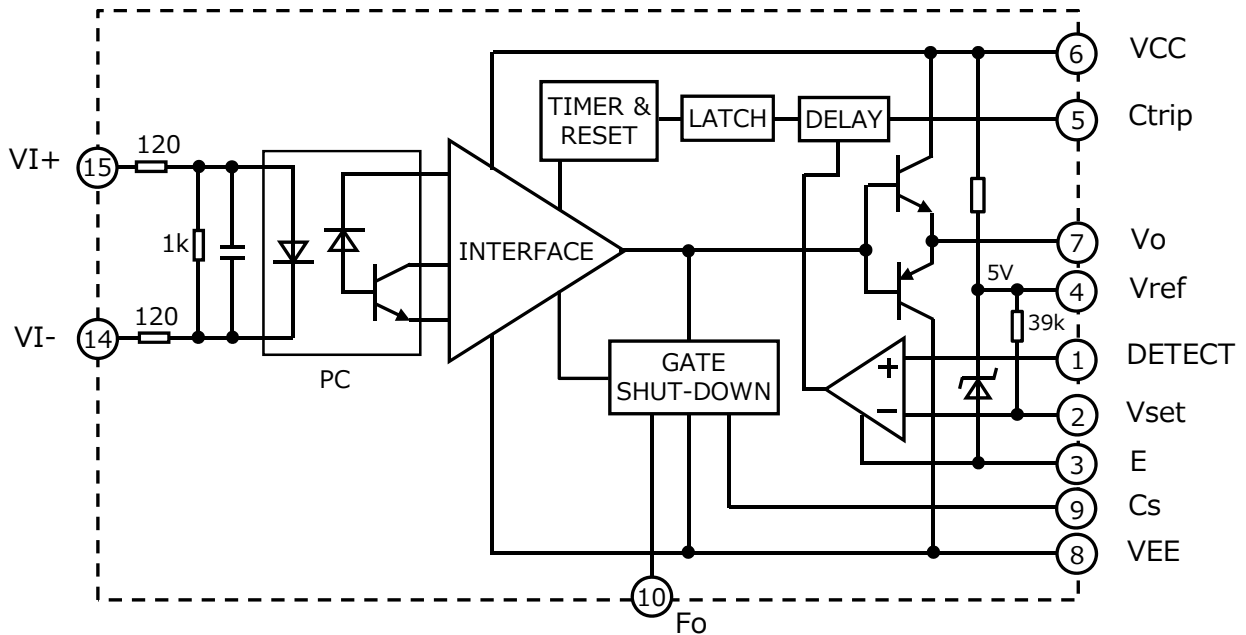 6 VCC
TIMER &
RESET
LATCH
DELAY
5 Ctrip
VI+ 15 120
1k
INTERFACE
7 Vo
5V
4 Vref
39k
VI- 14 120
PC
GATE
SHUT-DOWN
+
−
1 DETECT
2 Vset
3 E
9 Cs
8 VEE
10
Fo